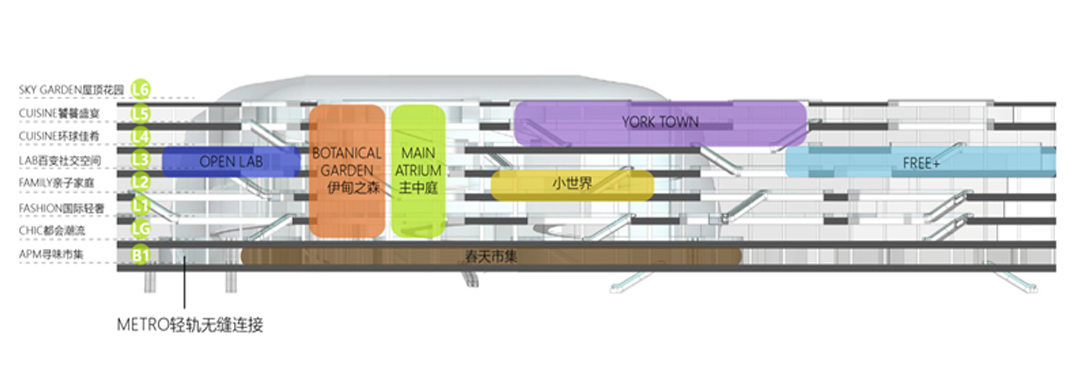 SKY GARDEN屋顶花园 L6
CUISINE饕餮盛宴 L5
CUISINE环球佳肴 L4
LAB百变社交空间 L3
FAMILY亲子家庭 L2
FASHION国际轻奢 L1
CHIC都会潮流 LG
APM寻味市集 B1
OPEN LAB
BOTANICAL
GARDEN
伊甸之森
MAIN
ATRIUM
主中庭
YORK TOWN
小世界
FREE+
春天市集
METRO轻轨无缝连接